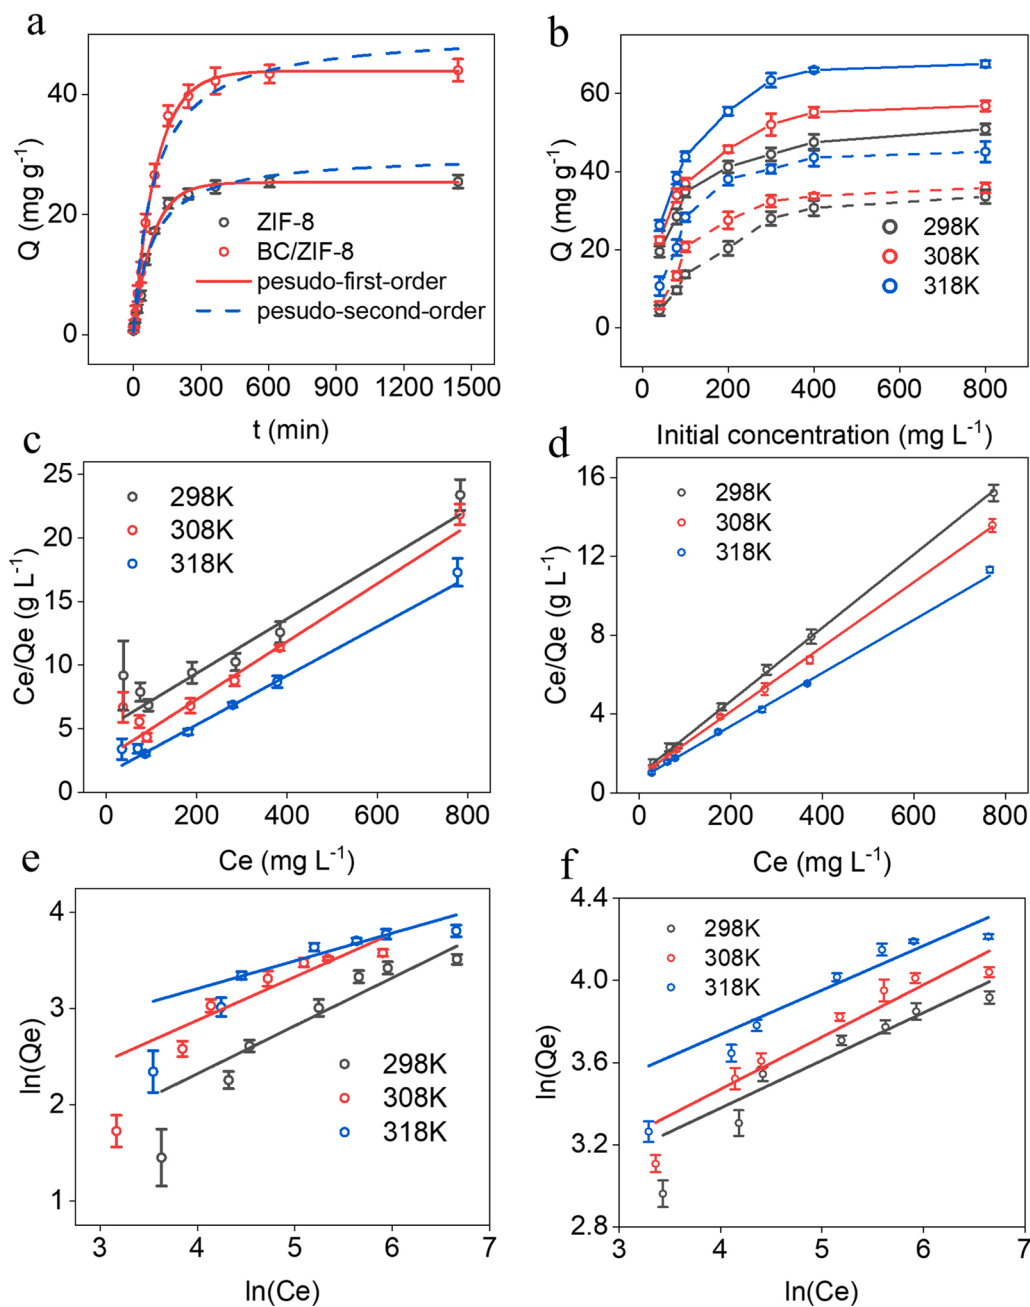 a
Q (mg g⁻¹)
40
20
0
ZIF-8
BC/ZIF-8
pesudo-first-order
pesudo-second-order
0 300 600 900 1200 1500
t (min)
b
Q (mg g⁻¹)
60
40
20
0
298K
308K
318K
0 200 400 600 800
Initial concentration (mg L⁻¹)
c
Ce/Qe (g L⁻¹)
25
20
15
10
5
0
298K
308K
318K
0 200 400 600 800
Ce (mg L⁻¹)
d
Ce/Qe (g L⁻¹)
16
12
8
4
0
298K
308K
318K
0 200 400 600 800
Ce (mg L⁻¹)
e
ln(Qe)
4
3
2
1
298K
308K
318K
3 4 5 6 7
ln(Ce)
f
ln(Qe)
4.4
4.0
3.6
3.2
2.8
298K
308K
318K
3 4 5 6 7
ln(Ce)